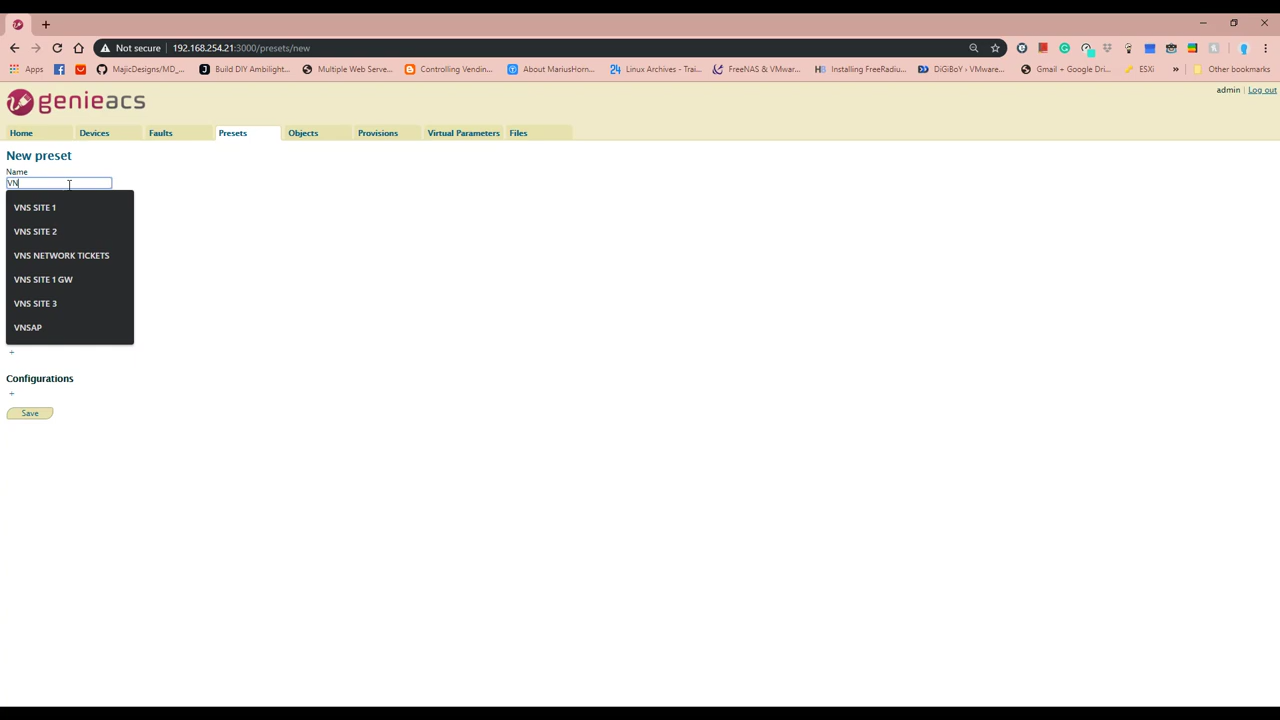 Not secure 192.168.254.21:3000/presets/new
Apps MajicDesigns/MD_... Build DIY Ambilight... Multiple Web Serve... Controlling Vendin... About MariusHorn... Linux Archives - Trai... FreeNAS & VMwar... Installing FreeRadiu... DiGiBoY › VMware... Gmail + Google Dri... ESXi » Other bookmarks
genieacs
admin | Log out
Home Devices Faults Presets Objects Provisions Virtual Parameters Files
New preset
Name
VN
VNS SITE 1
VNS SITE 2
VNS NETWORK TICKETS
VNS SITE 1 GW
VNS SITE 3
VNSAP
+
Configurations
+
Save